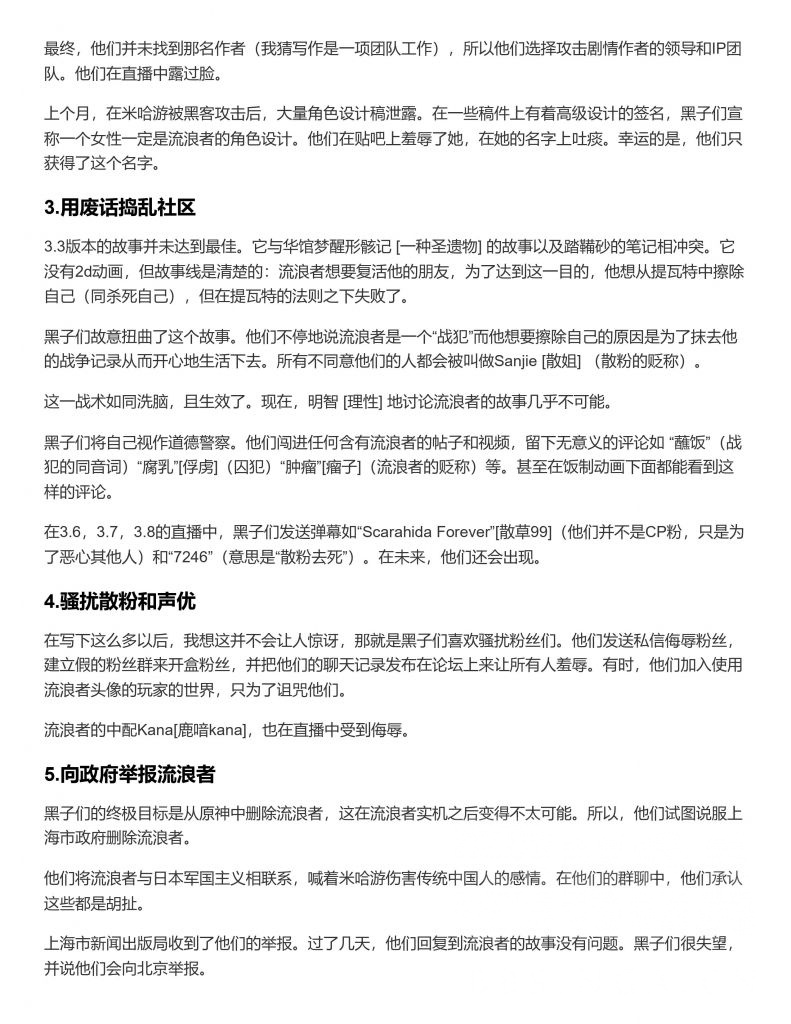 最终，他们并未找到那名作者（我猜写作是一项团队工作），所以他们选择攻击剧情作者的领导和IP团
队。他们在直播中露过脸。
上个月，在米哈游被黑客攻击后，大量角色设计稿泄露。在一些稿件上有着高级设计的签名，黑子们宣
称一个女性一定是流浪者的角色设计。他们在贴吧上羞辱了她，在她的名字上吐痰。幸运的是，他们只
获得了这个名字。
3.用废话捣乱社区
3.3版本的故事并未达到最佳。它与华馆梦醒形骸记 [一种圣遗物] 的故事以及踏鞴砂的笔记相冲突。它
没有2d动画，但故事线是清楚的：流浪者想要复活他的朋友，为了达到这一目的，他想从提瓦特中擦除
自己（同杀死自己），但在提瓦特的法则之下失败了。
黑子们故意扭曲了这个故事。他们不停地说流浪者是一个“战犯”而他想要擦除自己的原因是为了抹去他
的战争记录从而开心地生活下去。所有不同意他们的人都会被叫做Sanjie [散姐] （散粉的贬称）。
这一战术如同洗脑，且生效了。现在，明智 [理性] 地讨论流浪者的故事几乎不可能。
黑子们将自己视作道德警察。他们闯进任何含有流浪者的帖子和视频，留下无意义的评论如 “蘸饭”（战
犯的同音词）“腐乳”[俘虏]（囚犯）“肿瘤”[瘤子]（流浪者的贬称）等。甚至在饭制动画下面都能看到这
样的评论。
在3.6，3.7，3.8的直播中，黑子们发送弹幕如“Scarahida Forever”[散草99]（他们并不是CP粉，只是为
了恶心其他人）和“7246”（意思是“散粉去死”）。在未来，他们还会出现。
4.骚扰散粉和声优
在写下这么多以后，我想这并不会让人惊讶，那就是黑子们喜欢骚扰粉丝们。他们发送私信侮辱粉丝，
建立假的粉丝群来开盒粉丝，并把他们的聊天记录发布在论坛上来让所有人羞辱。有时，他们加入使用
流浪者头像的玩家的世界，只为了诅咒他们。
流浪者的中配Kana[鹿喑kana]，也在直播中受到侮辱。
5.向政府举报流浪者
黑子们的终极目标是从原神中删除流浪者，这在流浪者实机之后变得不太可能。所以，他们试图说服上
海市政府删除流浪者。
他们将流浪者与日本军国主义相联系，喊着米哈游伤害传统中国人的感情。在他们的群聊中，他们承认
这些都是胡扯。
上海市新闻出版局收到了他们的举报。过了几天，他们回复到流浪者的故事没有问题。黑子们很失望，
并说他们会向北京举报。